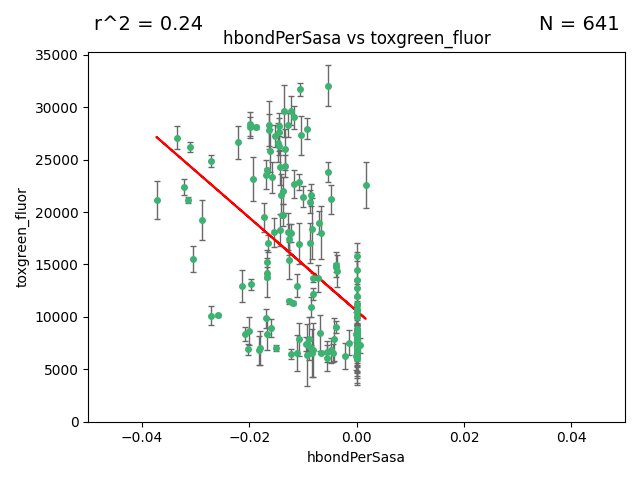 r^2 = 0.24
N = 641
hbondPerSasa vs toxgreen_fluor
35000
30000
25000
20000
15000
10000
5000
0
toxgreen_fluor
−0.04
−0.02
0.00
0.02
0.04
hbondPerSasa